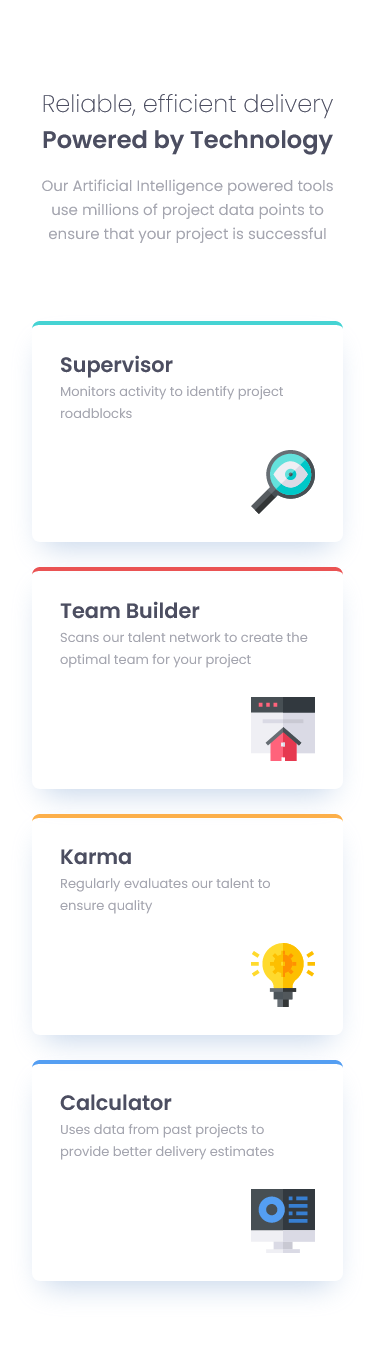 Reliable, efficient delivery
Powered by Technology
Our Artificial Intelligence powered tools
use millions of project data points to
ensure that your project is successful
Supervisor
Monitors activity to identify project
roadblocks
Team Builder
Scans our talent network to create the
optimal team for your project
Karma
Regularly evaluates our talent to
ensure quality
Calculator
Uses data from past projects to
provide better delivery estimates